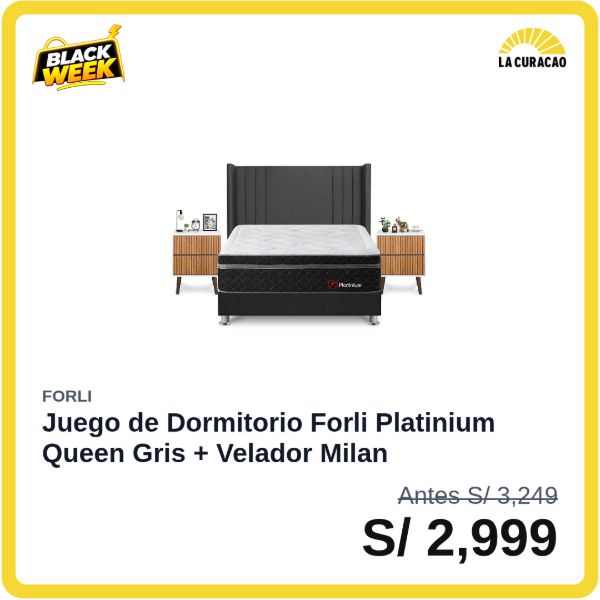 BLACK
WEEK
LA CURACAO
Platinium
FORLI
Juego de Dormitorio Forli Platinium
Queen Gris + Velador Milan
Antes S/ 3,249
S/ 2,999